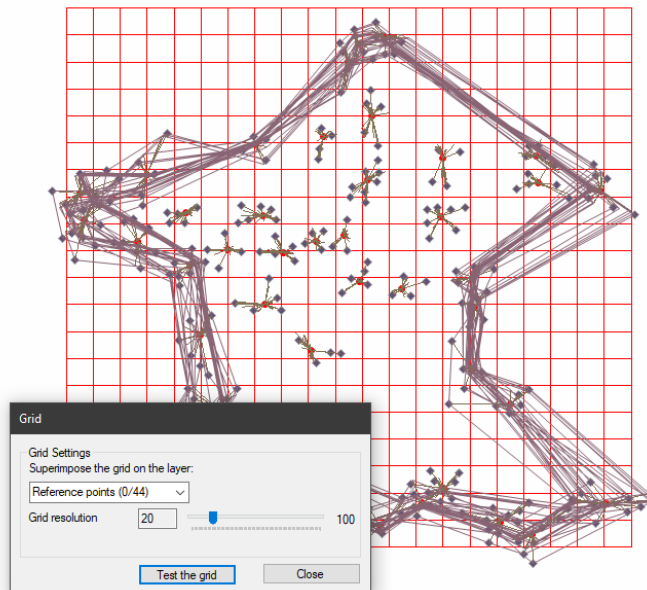 Grid
Grid Settings
Superimpose the grid on the layer:
Reference points (0/44)
Grid resolution 20 100
Test the grid Close